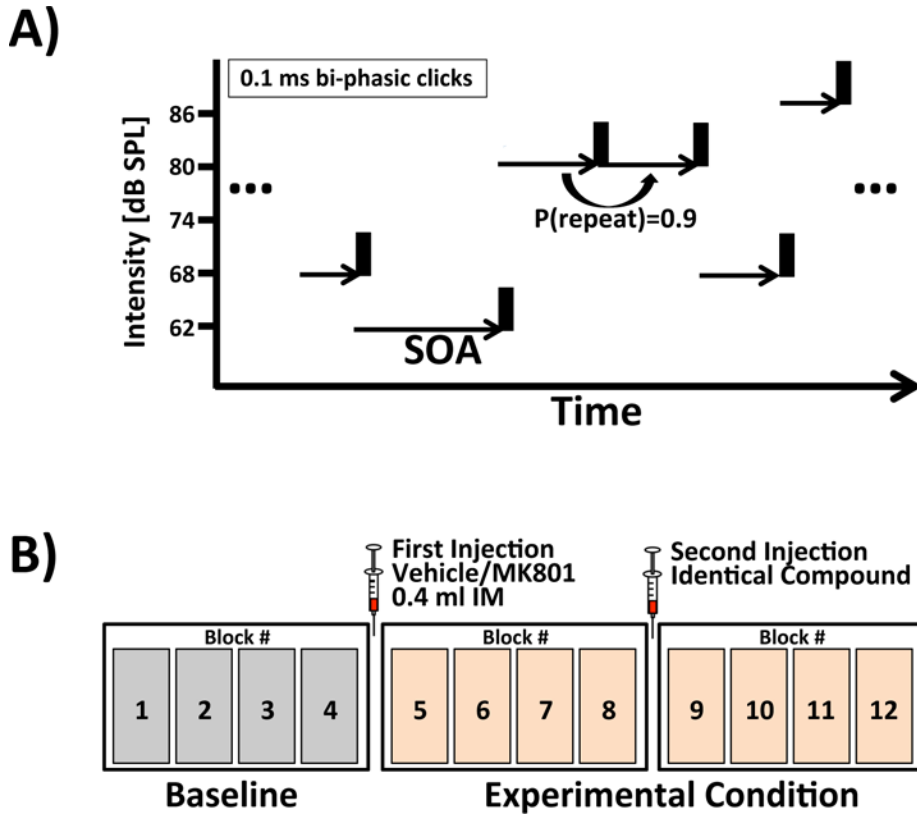 A)
0.1 ms bi-phasic clicks
Intensity [dB SPL]
86
80
74
68
62
...
...
P(repeat)=0.9
SOA
Time
B)
First Injection
Vehicle/MK801
0.4 ml IM
Second Injection
Identical Compound
Block #
1 2 3 4
Block #
5 6 7 8
Block #
9 10 11 12
Baseline
Experimental Condition